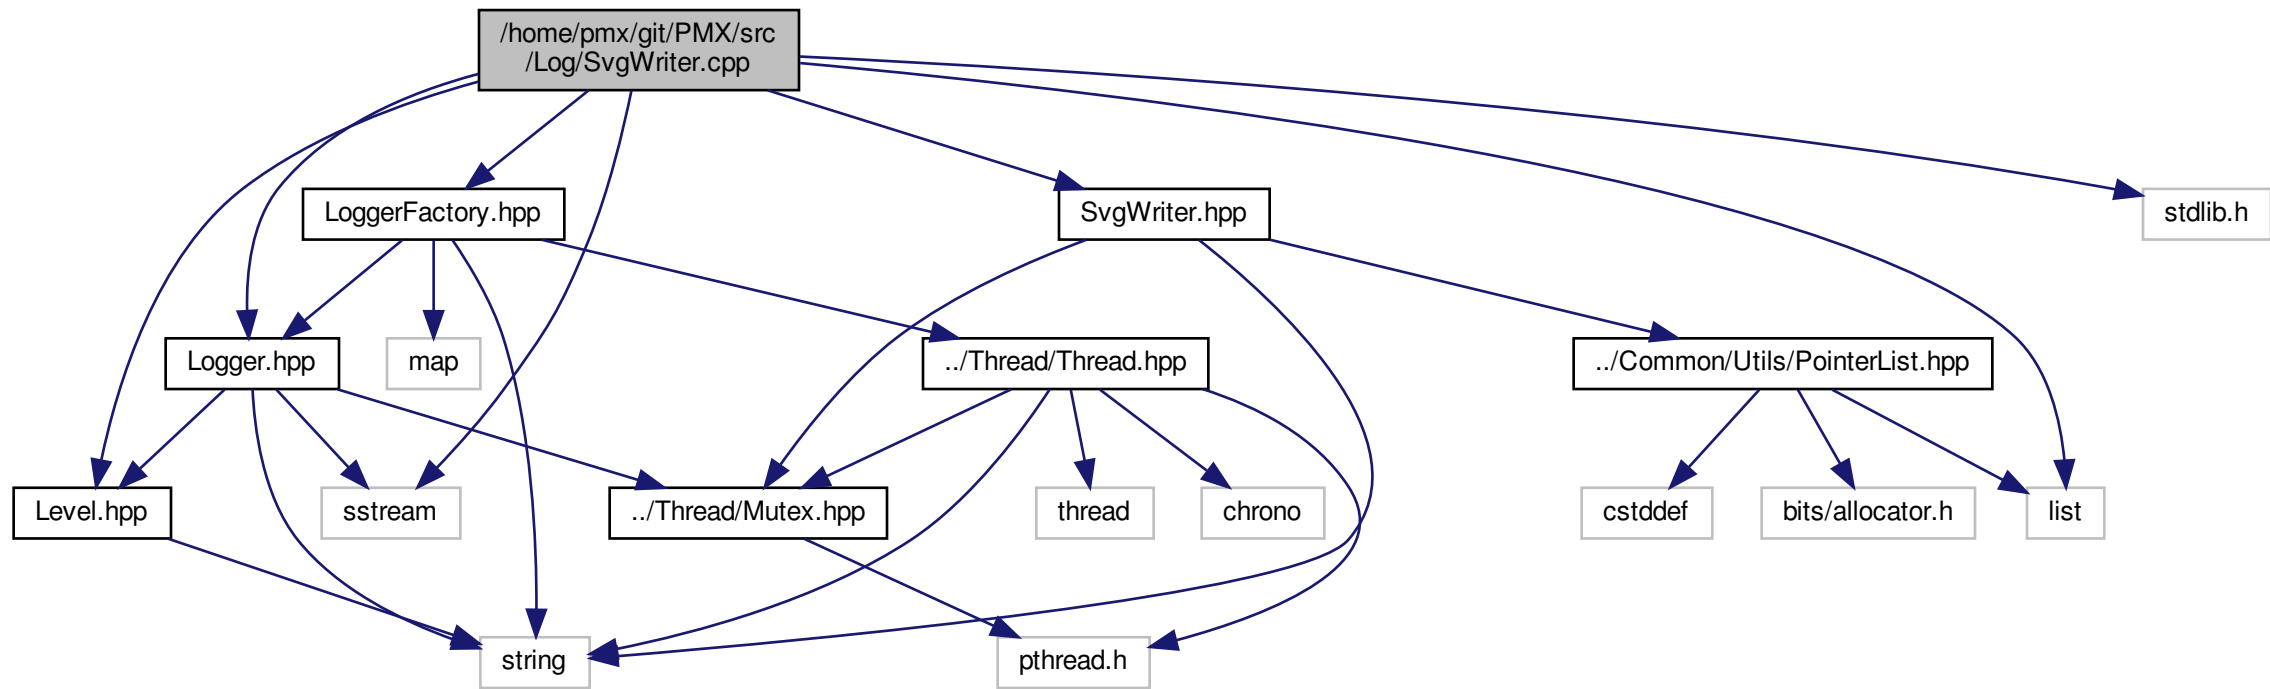 /home/pmx/git/PMX/src
/Log/SvgWriter.cpp
LoggerFactory.hpp
SvgWriter.hpp
stdlib.h
Logger.hpp
map
../Thread/Thread.hpp
../Common/Utils/PointerList.hpp
Level.hpp
sstream
../Thread/Mutex.hpp
thread
chrono
cstddef
bits/allocator.h
list
string
pthread.h